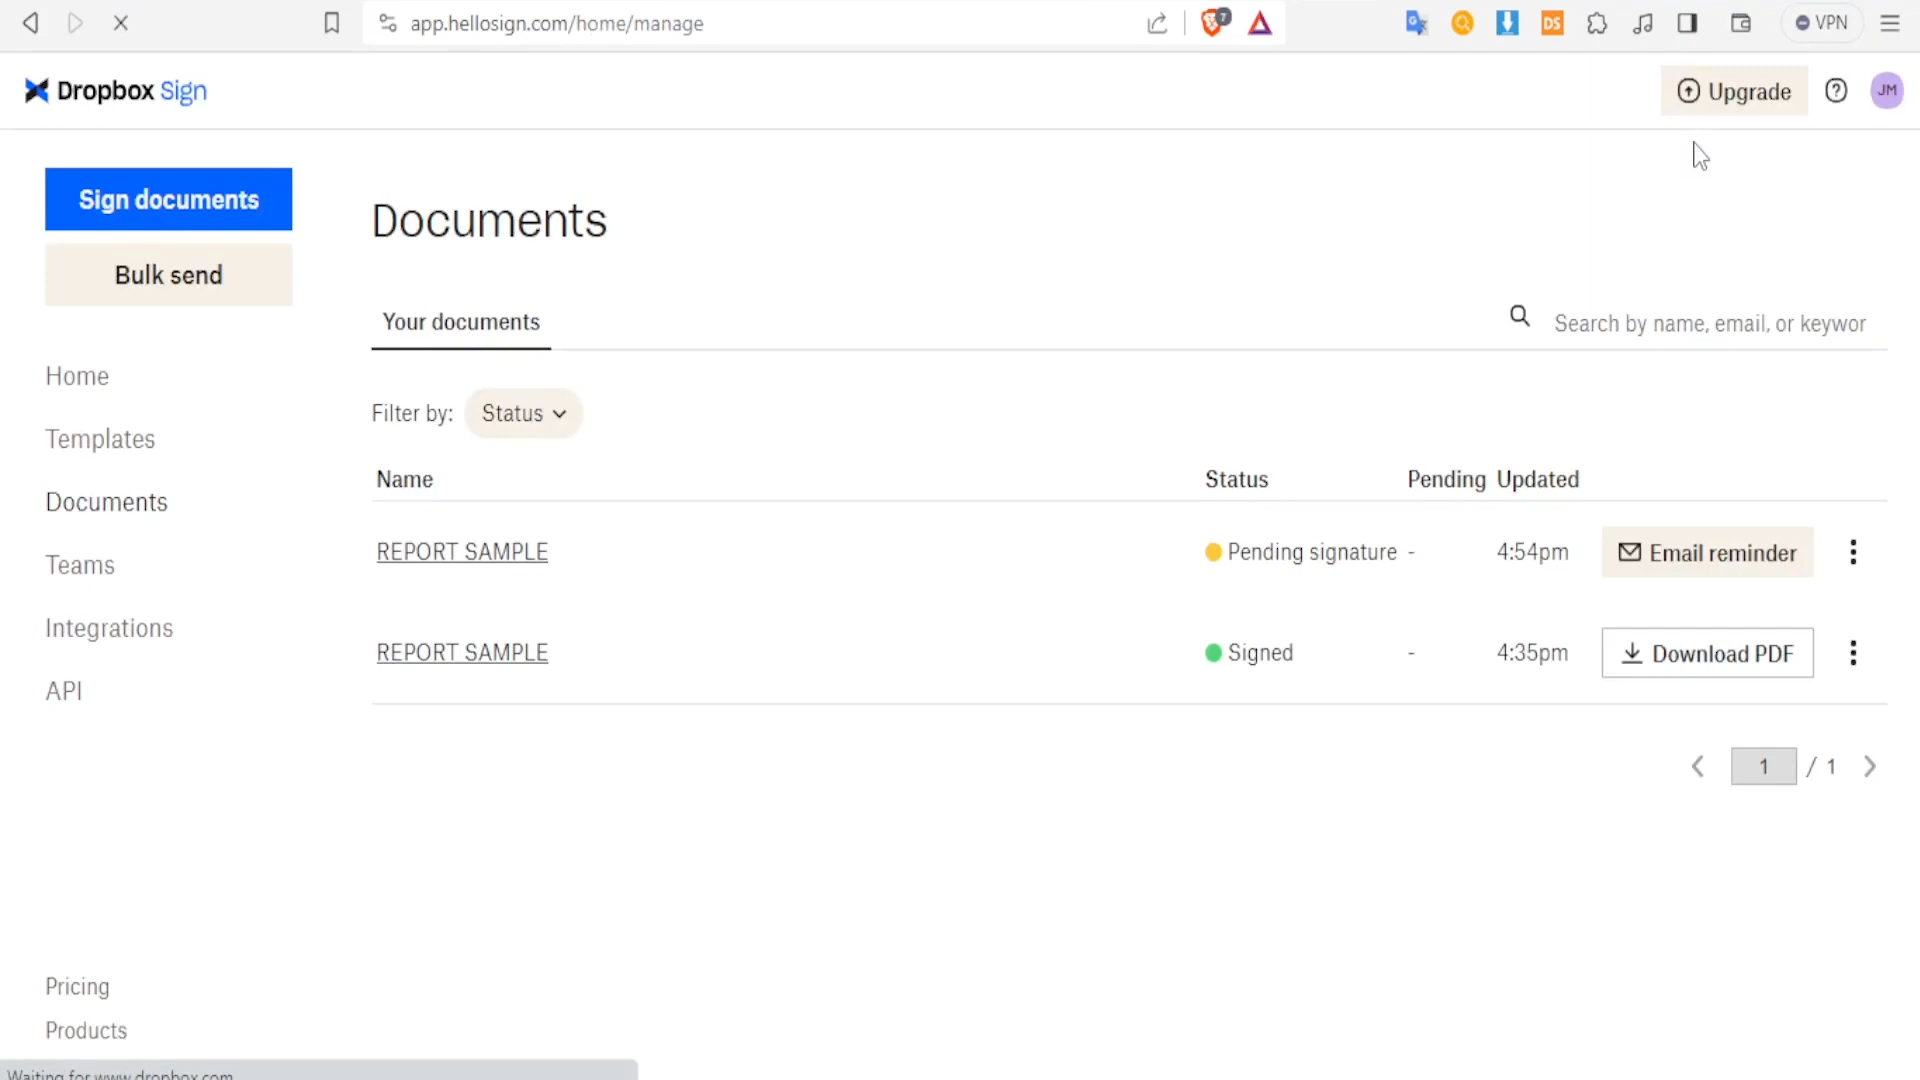 app.hellosign.com/home/manage
7
DS
VPN
Dropbox Sign
Upgrade
JM
Sign documents
Bulk send
Home
Templates
Documents
Teams
Integrations
API
Pricing
Products
Documents
Your documents
Search by name, email, or keywor
Filter by: Status
Name Status Pending Updated
REPORT SAMPLE Pending signature - 4:54pm Email reminder
REPORT SAMPLE Signed - 4:35pm Download PDF
1 / 1
Waiting for www.dropbox.com